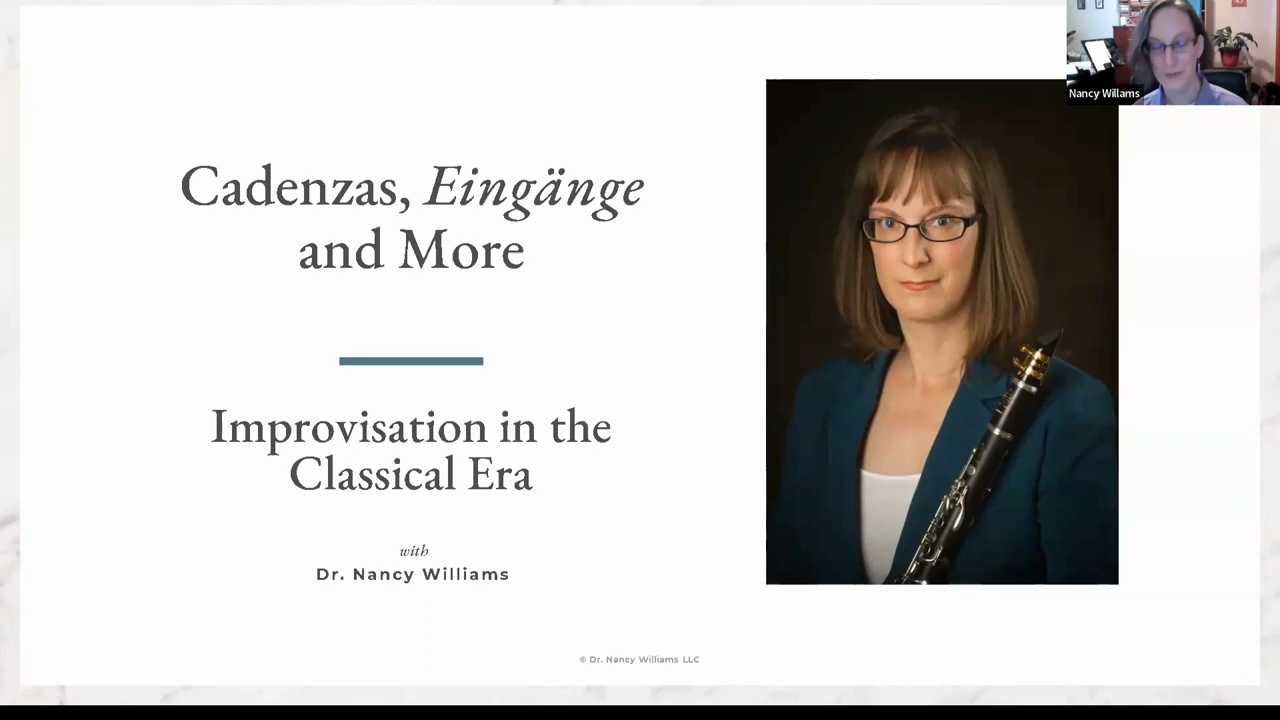 Cadenzas, Eingänge
and More
Improvisation in the
Classical Era
with
Dr. Nancy Williams
© Dr. Nancy Williams LLC
Nancy Willams